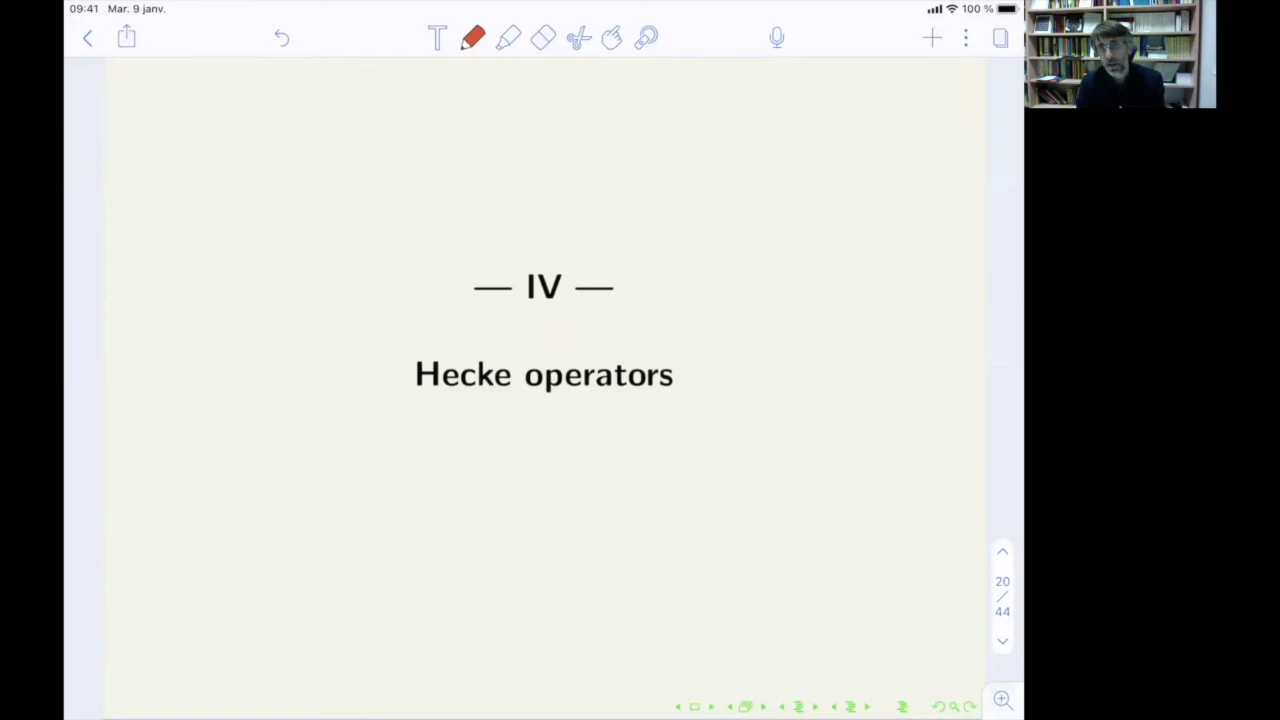 09:41 Mar. 9 janv.
100 %
— IV —
Hecke operators
20
/
44